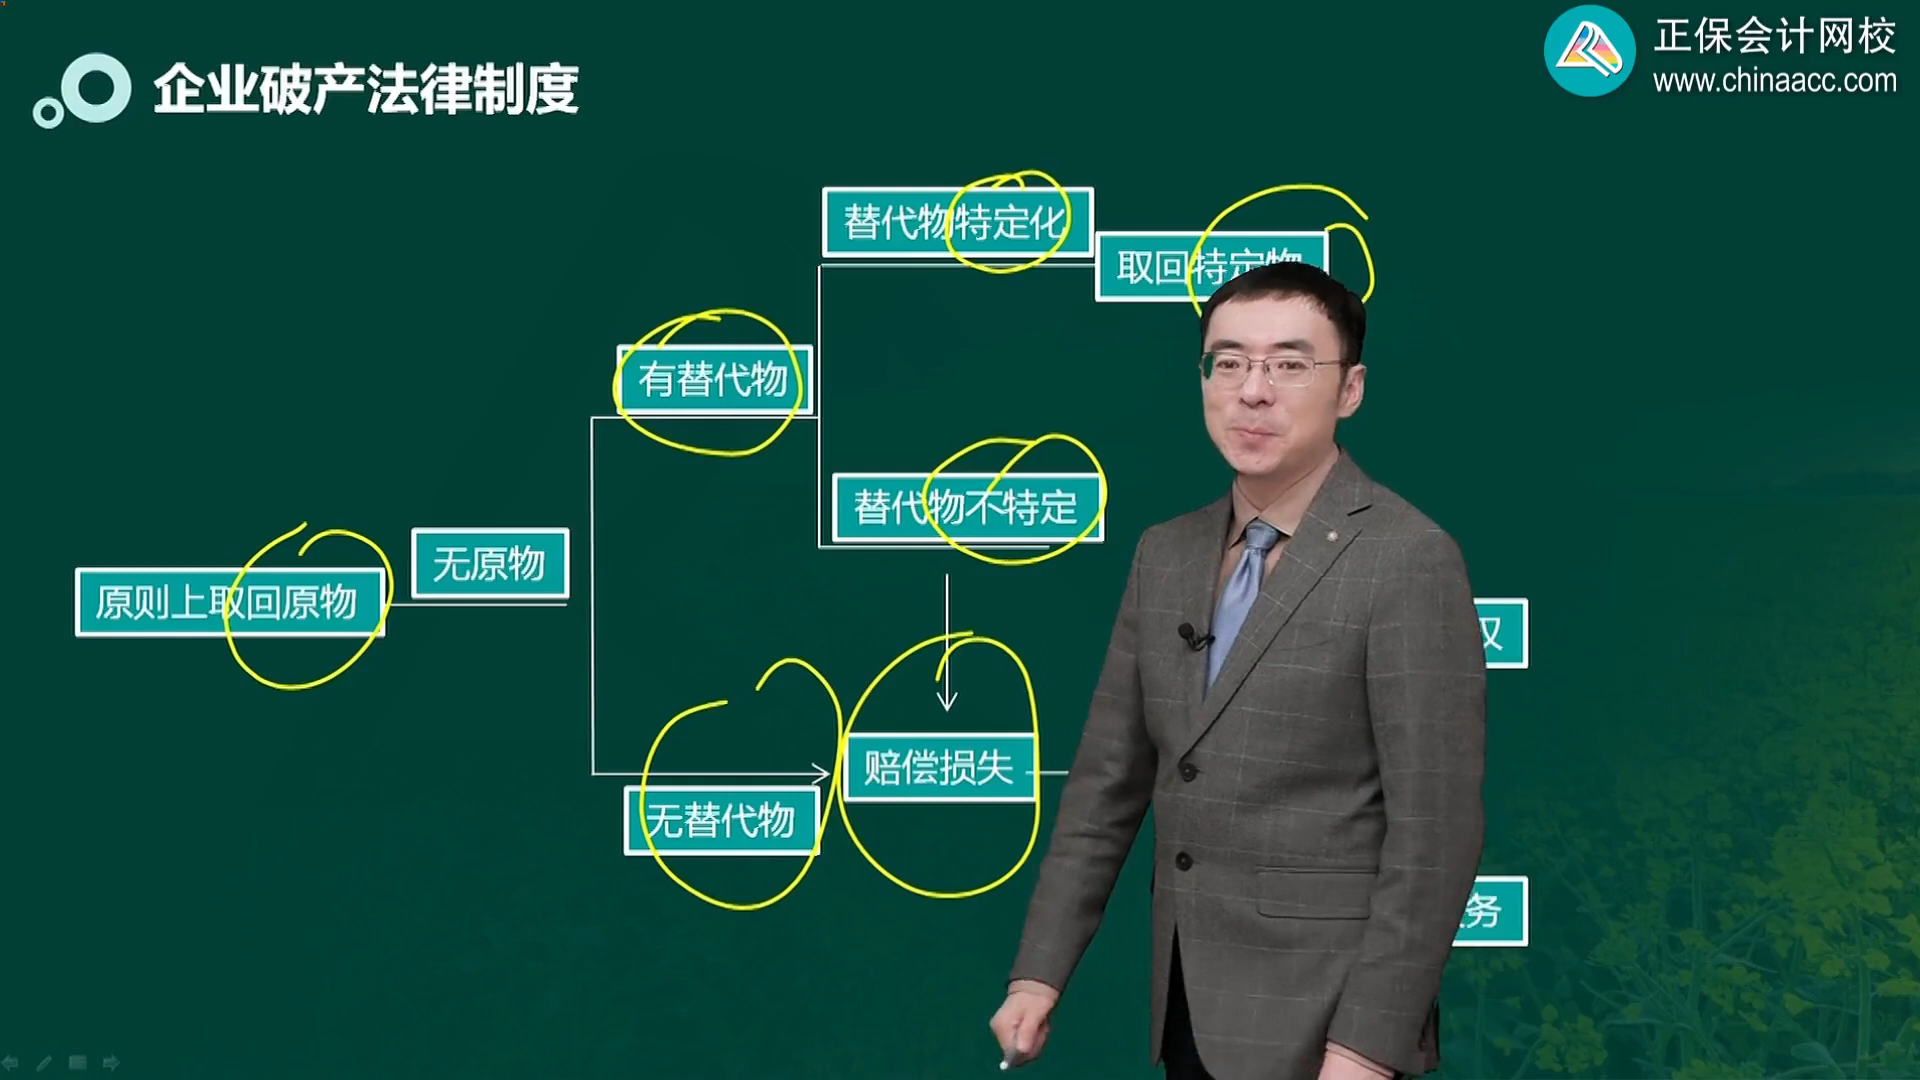 正保会计网校
www.chinaacc.com
企业破产法律制度
替代物特定化
取回特定物
有替代物
替代物不特定
无原物
原则上取回原物
赔偿损失
无替代物
务